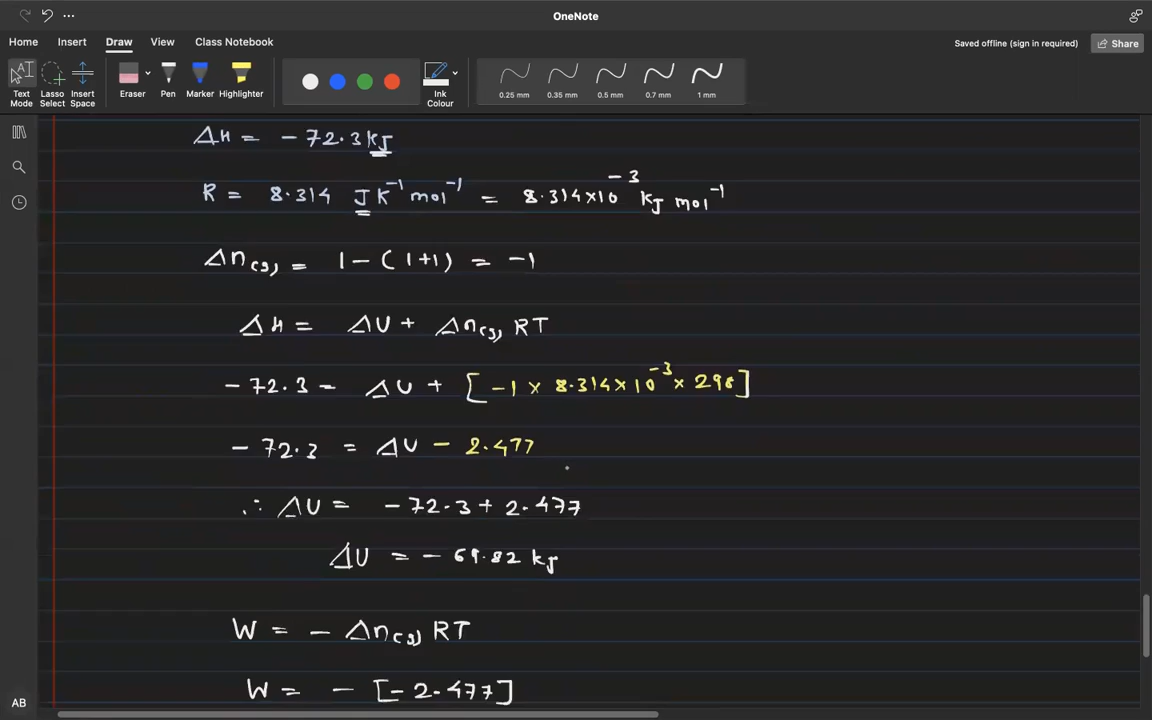 OneNote
Home Insert Draw View Class Notebook
Saved offline (sign in required) Share
Text Mode Lasso Select Insert Space Eraser Pen Marker Highlighter Ink Colour 0.25 mm 0.35 mm 0.5 mm 0.7 mm 1 mm
ΔH = - 72.3 kJ
R = 8.314 J K⁻¹ mol⁻¹ = 8.314×10⁻³ kJ mol⁻¹
Δn(g) = 1 - (1+1) = -1
ΔH = ΔU + Δn(g) RT
-72.3 = ΔU + [-1 × 8.314×10⁻³ × 298]
- 72.3 = ΔU - 2.477
∴ ΔU = -72.3 + 2.477
ΔU = - 69.82 kJ
W = - Δn(g) RT
W = - [- 2.477]
AB